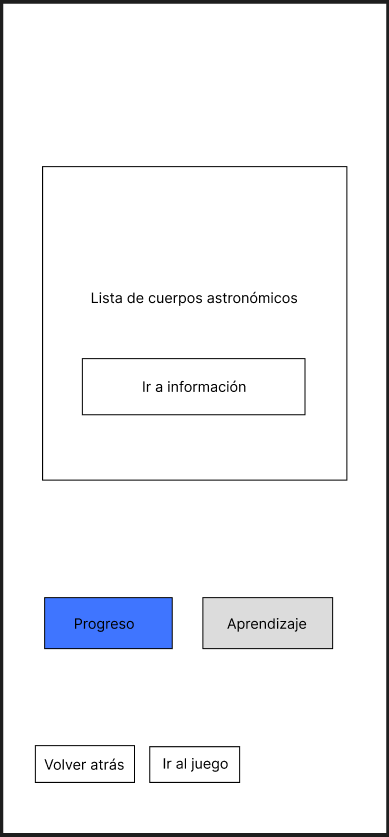 Lista de cuerpos astronómicos
Ir a información
Progreso
Aprendizaje
Volver atrás
Ir al juego